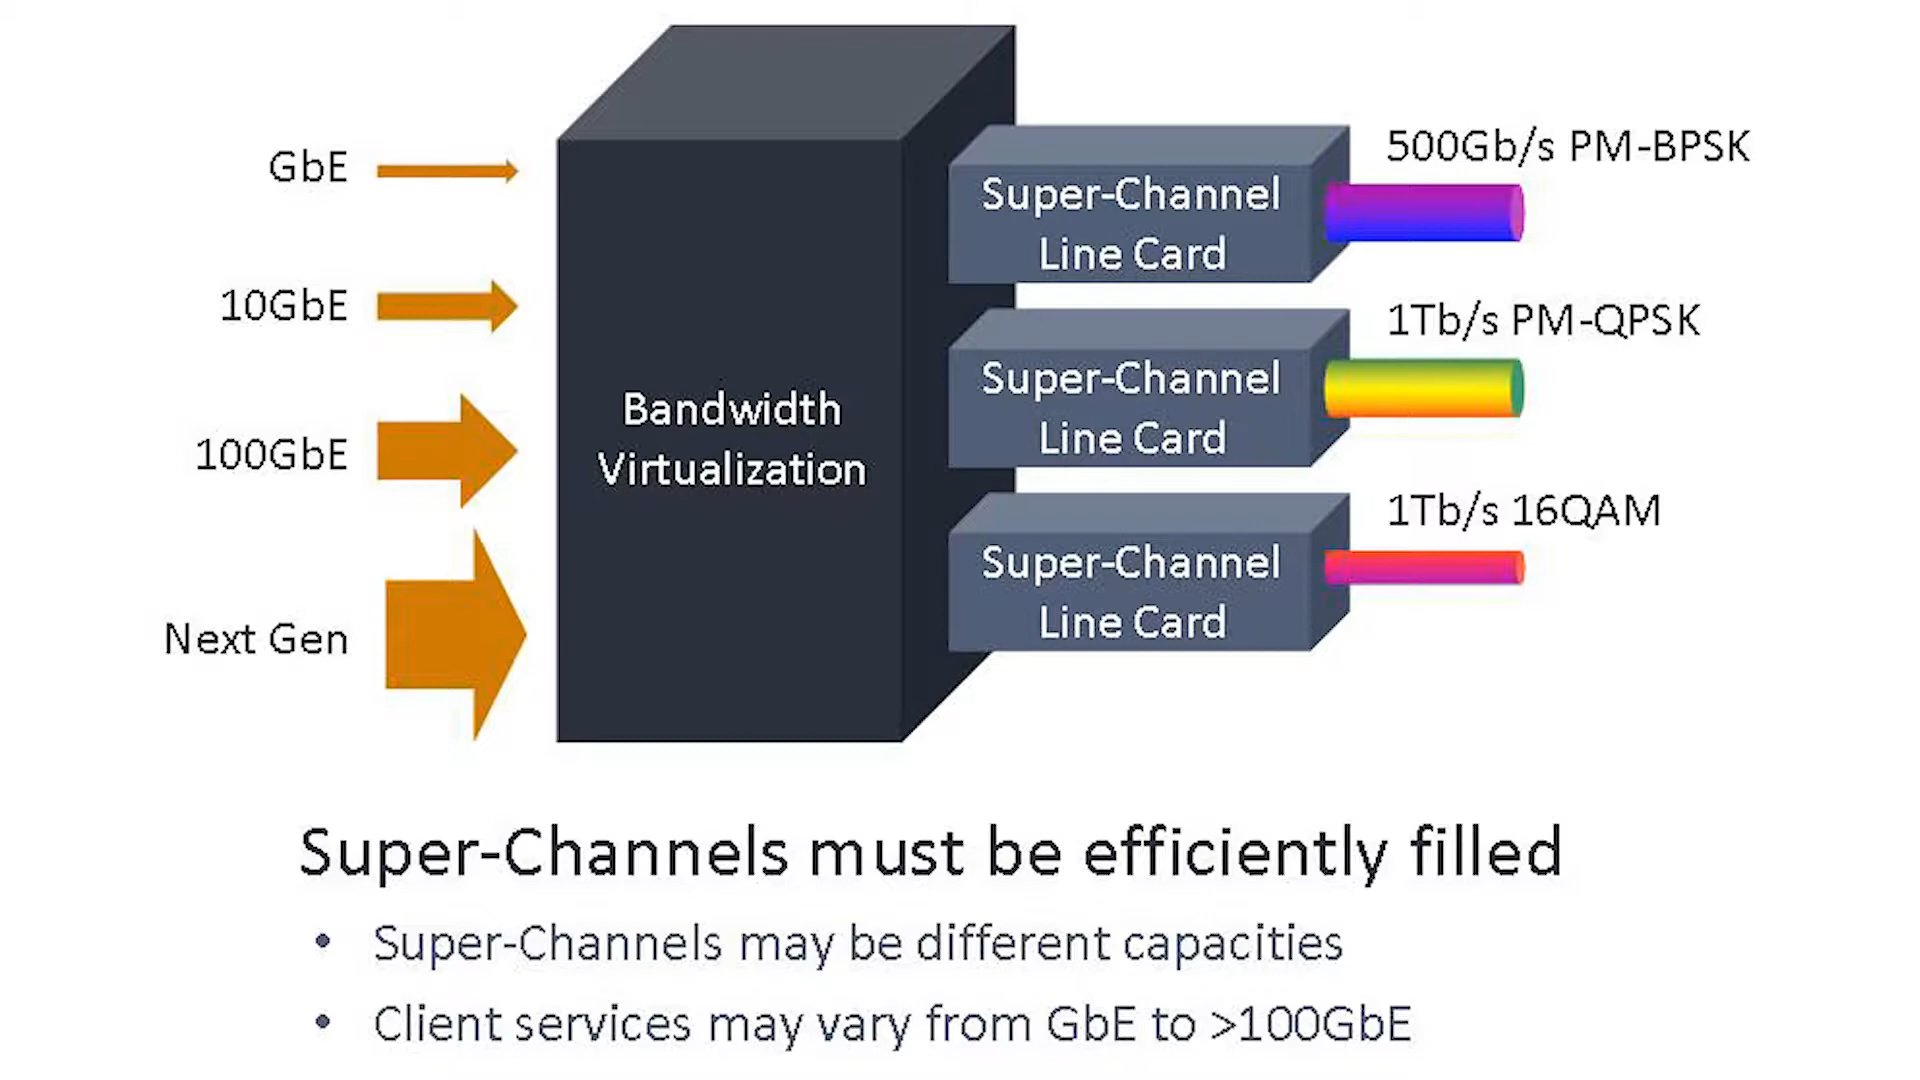 GbE
10GbE
100GbE
Next Gen
Bandwidth
Virtualization
Super-Channel
Line Card
Super-Channel
Line Card
Super-Channel
Line Card
500Gb/s PM-BPSK
1Tb/s PM-QPSK
1Tb/s 16QAM
Super-Channels must be efficiently filled
• Super-Channels may be different capacities
• Client services may vary from GbE to >100GbE